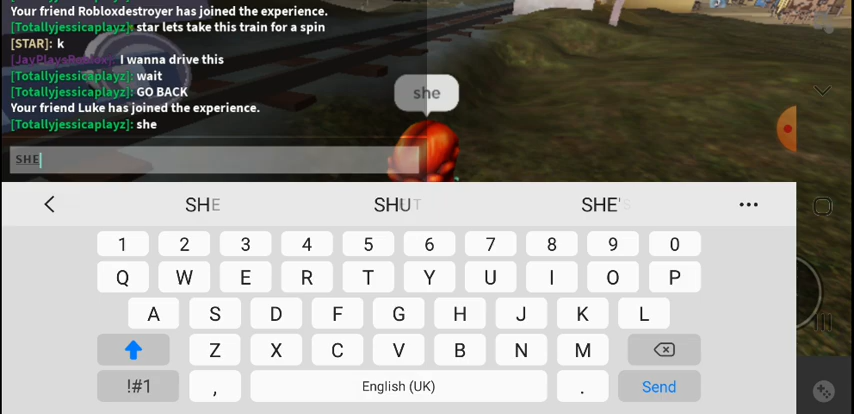 Your friend Robloxdestroyer has joined the experience.
[Totallyjessicaplayz]: star lets take this train for a spin
[STAR]: k
[JayPlaysRoblox]: I wanna drive this
[Totallyjessicaplayz]: wait
[Totallyjessicaplayz]: GO BACK
Your friend Luke has joined the experience.
[Totallyjessicaplayz]: she
she
SHE
SHE SHUT SHE'S •••
1 2 3 4 5 6 7 8 9 0
Q W E R T Y U I O P
A S D F G H J K L
Z X C V B N M
!#1 , English (UK) . Send